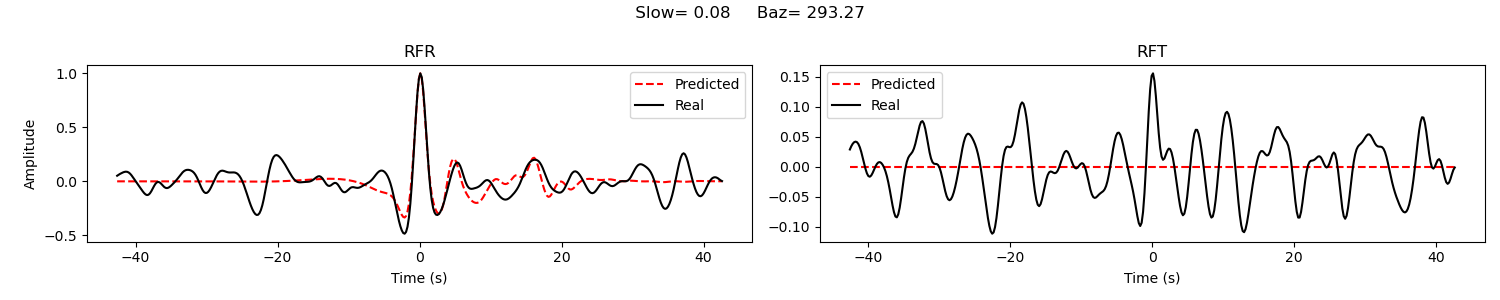 Slow= 0.08     Baz= 293.27
RFR
Amplitude
1.0
0.5
0.0
−0.5
−40
−20
0
20
40
Time (s)
Predicted
Real
RFT
0.15
0.10
0.05
0.00
−0.05
−0.10
−40
−20
0
20
40
Time (s)
Predicted
Real